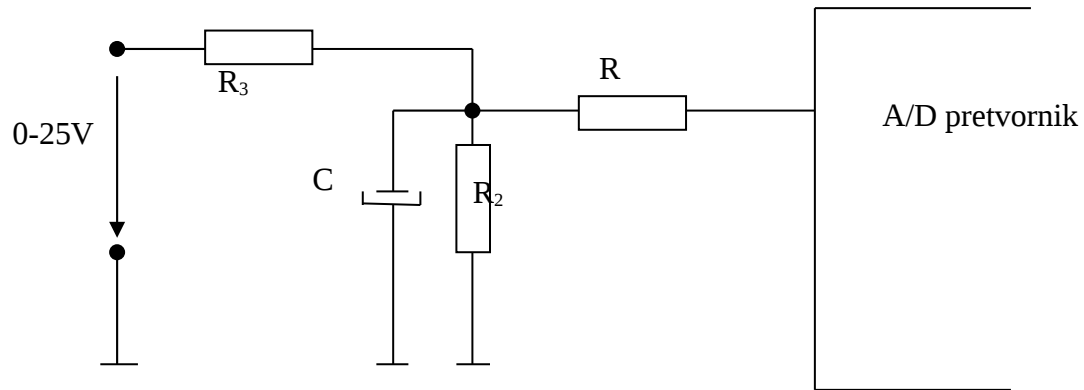 R
R₃
A/D pretvornik
0-25V
C
R₂